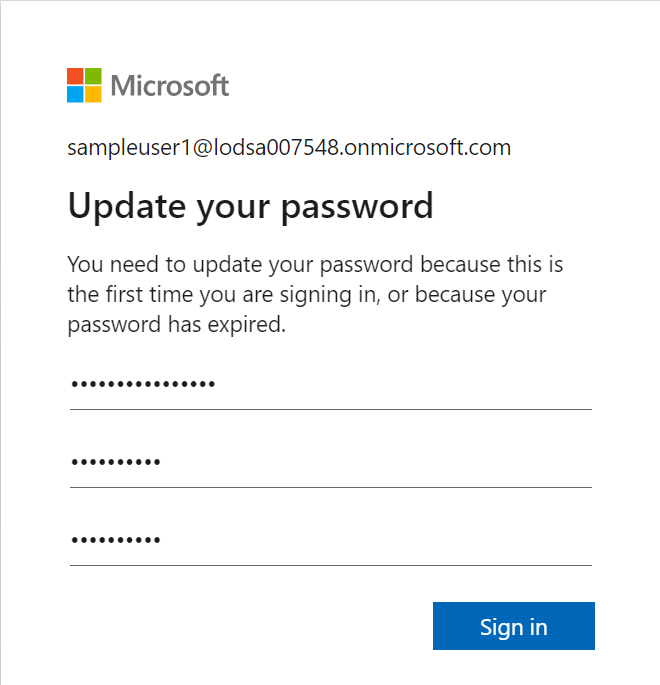 Microsoft
sampleuser1@lodsa007548.onmicrosoft.com
Update your password
You need to update your password because this is
the first time you are signing in, or because your
password has expired.
••••••••••••••••
••••••••••
••••••••••
Sign in